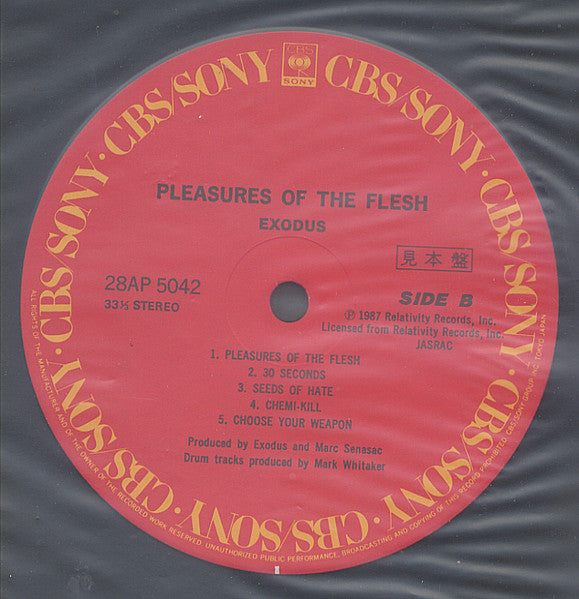 CBS/SONY · CBS/SONY · CBS/SONY · CBS/SONY · CBS/SONY · CBS/SONY · CBS/SONY · CBS/SONY
CBS
SONY
PLEASURES OF THE FLESH
EXODUS
見本盤
28AP 5042
33⅓ STEREO
SIDE B
Ⓟ 1987 Relativity Records, Inc.
Licensed from Relativity Records, Inc.
JASRAC
1. PLEASURES OF THE FLESH
2. 30 SECONDS
3. SEEDS OF HATE
4. CHEMI-KILL
5. CHOOSE YOUR WEAPON
Produced by Exodus and Marc Senasac
Drum tracks produced by Mark Whitaker
ALL RIGHTS OF THE MANUFACTURER AND OF THE OWNER OF THE RECORDED WORK RESERVED. UNAUTHORIZED PUBLIC PERFORMANCE, BROADCASTING AND COPYING OF THIS RECORD PROHIBITED. CBS/SONY GROUP INC. TOKYO JAPAN